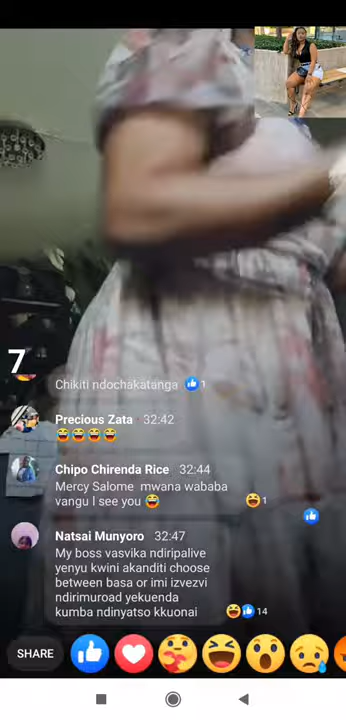 7
Chikiti ndochakatanga 1
Precious Zata 32:42
Chipo Chirenda Rice 32:44
Mercy Salome mwana wababa
vangu I see you
1
Natsai Munyoro 32:47
My boss vasvika ndiripalive
yenyu kwini akanditi choose
between basa or imi izvezvi
ndirimuroad yekuenda
kumba ndinyatso kkuonai
14
SHARE